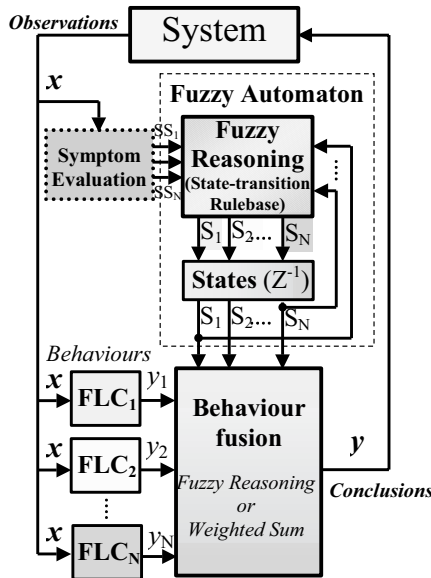 Observations
System
x
Fuzzy Automaton
Symptom
Evaluation
SS1
SSN
Fuzzy
Reasoning
(State-transition
Rulebase)
S1 S2... SN
States (Z-1)
S1 S2... SN
Behaviours
x FLC1 y1
x FLC2 y2
x FLCN yN
Behaviour
fusion
Fuzzy Reasoning
or
Weighted Sum
y
Conclusions